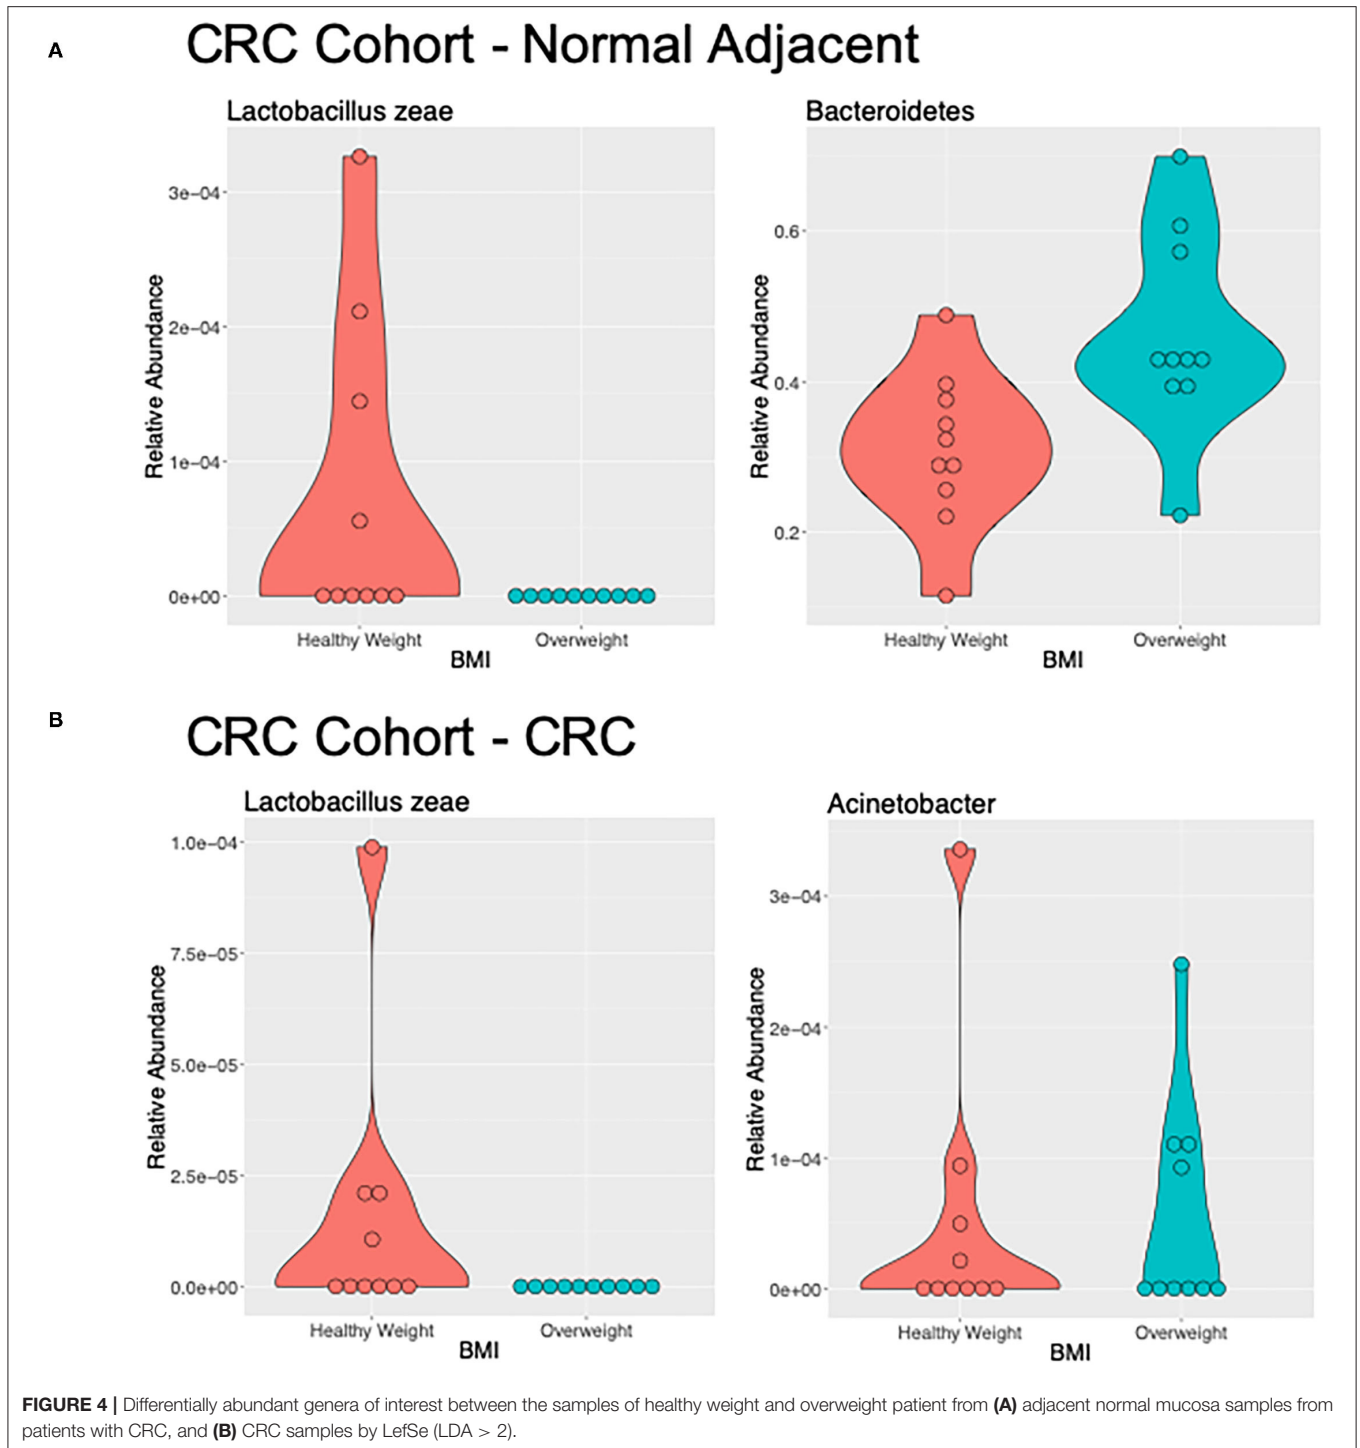 A
CRC Cohort - Normal Adjacent
Lactobacillus zeae
Relative Abundance
3e−04
2e−04
1e−04
0e+00
Healthy Weight
Overweight
BMI
Bacteroidetes
Relative Abundance
0.6
0.4
0.2
Healthy Weight
Overweight
BMI
B
CRC Cohort - CRC
Lactobacillus zeae
Relative Abundance
1.0e−04
7.5e−05
5.0e−05
2.5e−05
0.0e+00
Healthy Weight
Overweight
BMI
Acinetobacter
Relative Abundance
3e−04
2e−04
1e−04
0e+00
Healthy Weight
Overweight
BMI
FIGURE 4 | Differentially abundant genera of interest between the samples of healthy weight and overweight patient from (A) adjacent normal mucosa samples from
patients with CRC, and (B) CRC samples by LefSe (LDA > 2).